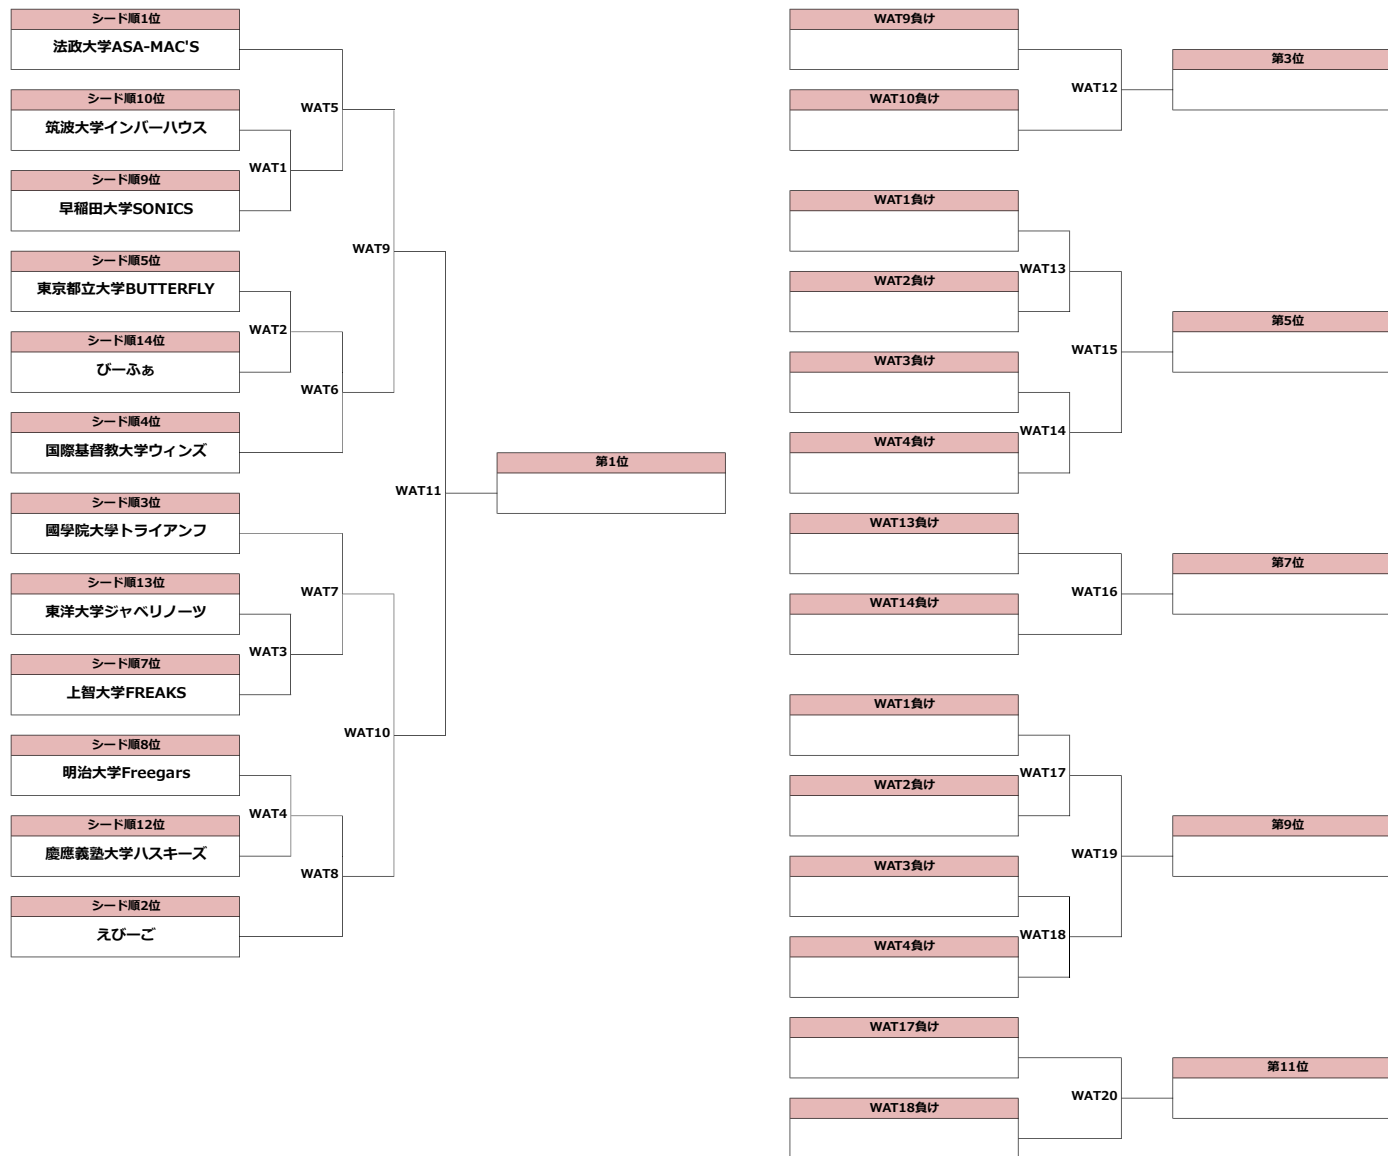 シード順1位
法政大学ASA-MAC'S
シード順10位
筑波大学インバーハウス
シード順9位
早稲田大学SONICS
シード順5位
東京都立大学BUTTERFLY
シード順14位
びーふぁ
シード順4位
国際基督教大学ウィンズ
シード順3位
國學院大學トライアンフ
シード順13位
東洋大学ジャベリノーツ
シード順7位
上智大学FREAKS
シード順8位
明治大学Freegars
シード順12位
慶應義塾大学ハスキーズ
シード順2位
えびーご
WAT1
WAT2
WAT3
WAT4
WAT5
WAT6
WAT7
WAT8
WAT9
WAT10
WAT11
第1位
WAT9負け
WAT10負け
WAT12
第3位
WAT1負け
WAT2負け
WAT3負け
WAT4負け
WAT13
WAT14
WAT15
第5位
WAT13負け
WAT14負け
WAT16
第7位
WAT1負け
WAT2負け
WAT3負け
WAT4負け
WAT17
WAT18
WAT19
第9位
WAT17負け
WAT18負け
WAT20
第11位